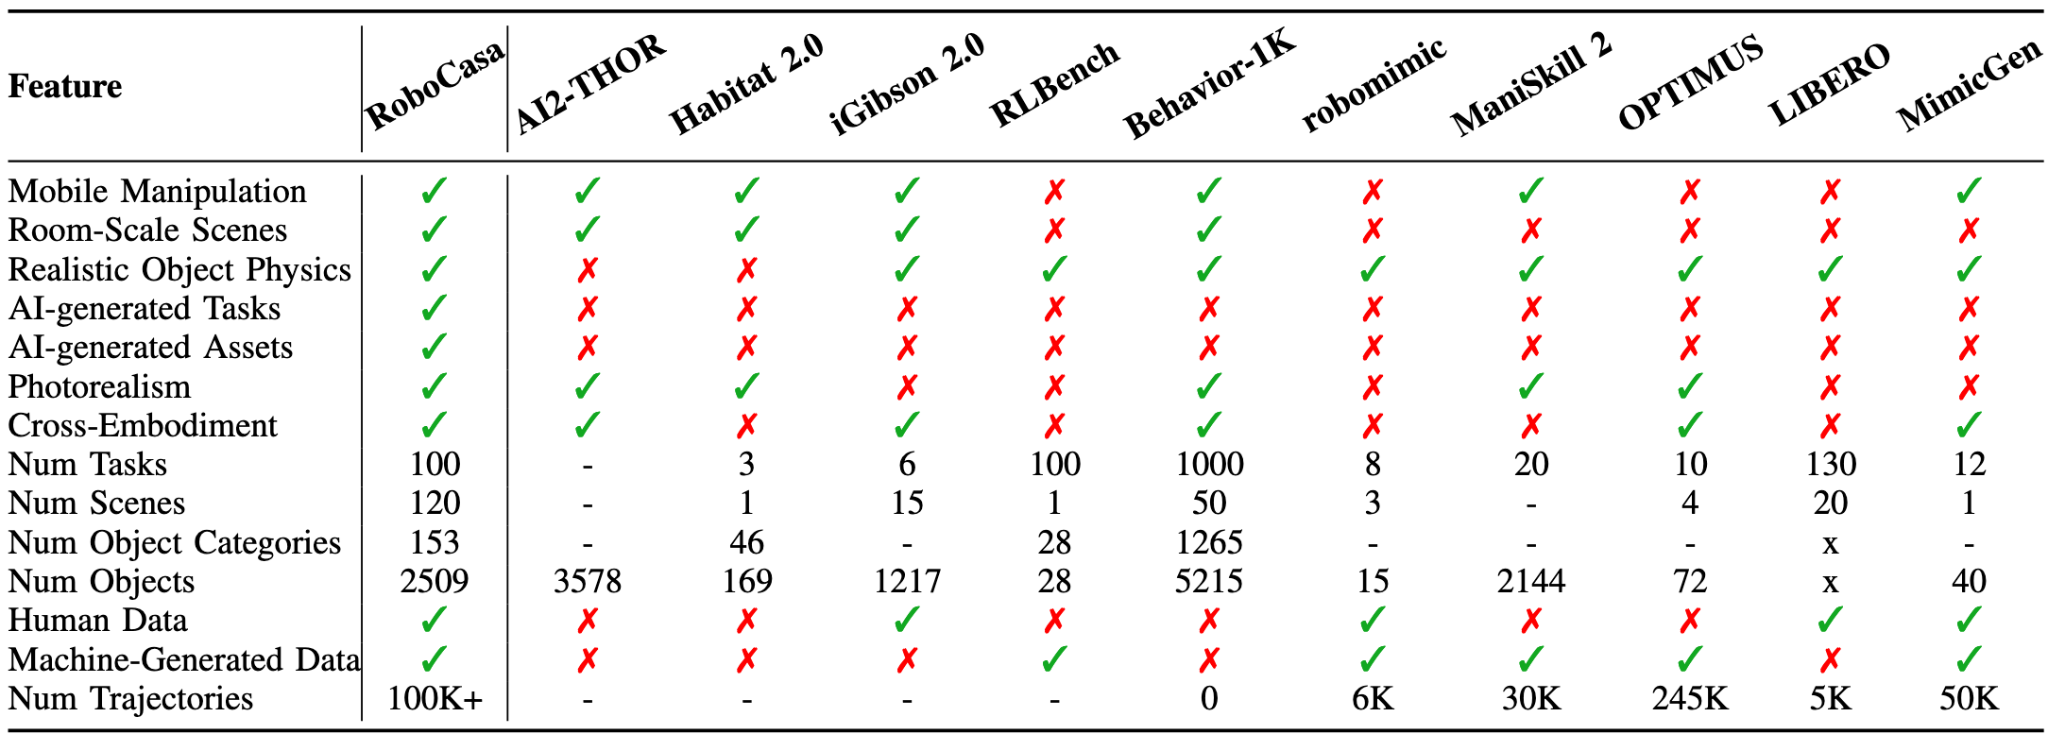 Feature RoboCasa AI2-THOR Habitat 2.0 iGibson 2.0 RLBench Behavior-1K robomimic ManiSkill 2 OPTIMUS LIBERO MimicGen
Mobile Manipulation ✓ ✓ ✓ ✓ ✗ ✓ ✗ ✓ ✗ ✗ ✓
Room-Scale Scenes ✓ ✓ ✓ ✓ ✗ ✓ ✗ ✗ ✗ ✗ ✗
Realistic Object Physics ✓ ✗ ✗ ✓ ✓ ✓ ✓ ✓ ✓ ✓ ✓
AI-generated Tasks ✓ ✗ ✗ ✗ ✗ ✗ ✗ ✗ ✗ ✗ ✗
AI-generated Assets ✓ ✗ ✗ ✗ ✗ ✗ ✗ ✗ ✗ ✗ ✗
Photorealism ✓ ✓ ✓ ✗ ✗ ✓ ✗ ✓ ✓ ✗ ✗
Cross-Embodiment ✓ ✓ ✗ ✓ ✗ ✓ ✗ ✗ ✓ ✗ ✓
Num Tasks 100 - 3 6 100 1000 8 20 10 130 12
Num Scenes 120 - 1 15 1 50 3 - 4 20 1
Num Object Categories 153 - 46 - 28 1265 - - - x -
Num Objects 2509 3578 169 1217 28 5215 15 2144 72 x 40
Human Data ✓ ✗ ✗ ✓ ✗ ✗ ✓ ✗ ✗ ✓ ✓
Machine-Generated Data ✓ ✗ ✗ ✗ ✓ ✗ ✓ ✓ ✓ ✗ ✓
Num Trajectories 100K+ - - - - 0 6K 30K 245K 5K 50K